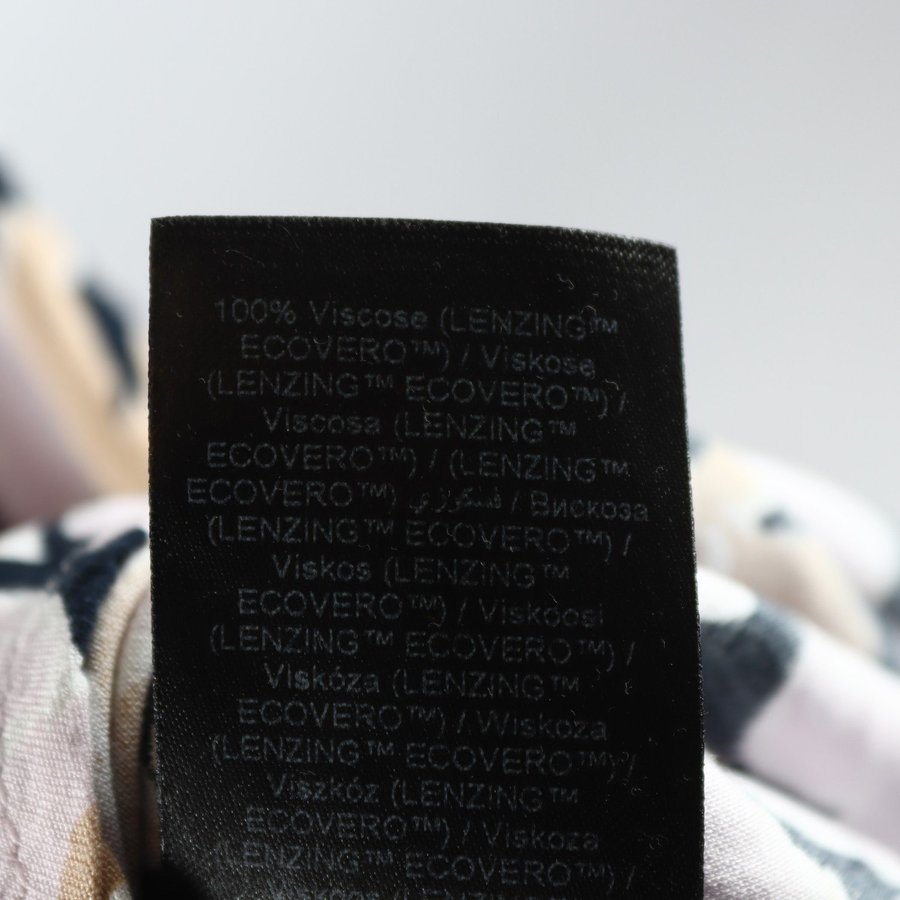 100% Viscose (LENZING™
ECOVERO™) / Viskose
(LENZING™ ECOVERO™) /
Viscosa (LENZING™
ECOVERO™) / (LENZING™
ECOVERO™) فسكوزي / Вискоза
(LENZING™ ECOVERO™) /
Viskos (LENZING™
ECOVERO™) / Viskoosi
(LENZING™ ECOVERO™) /
Viskóza (LENZING™
ECOVERO™) / Wiskoza
(LENZING™ ECOVERO™) /
Viszkóz (LENZING™
ECOVERO™) / Viskoza
(LENZING™ ECOVERO™) /